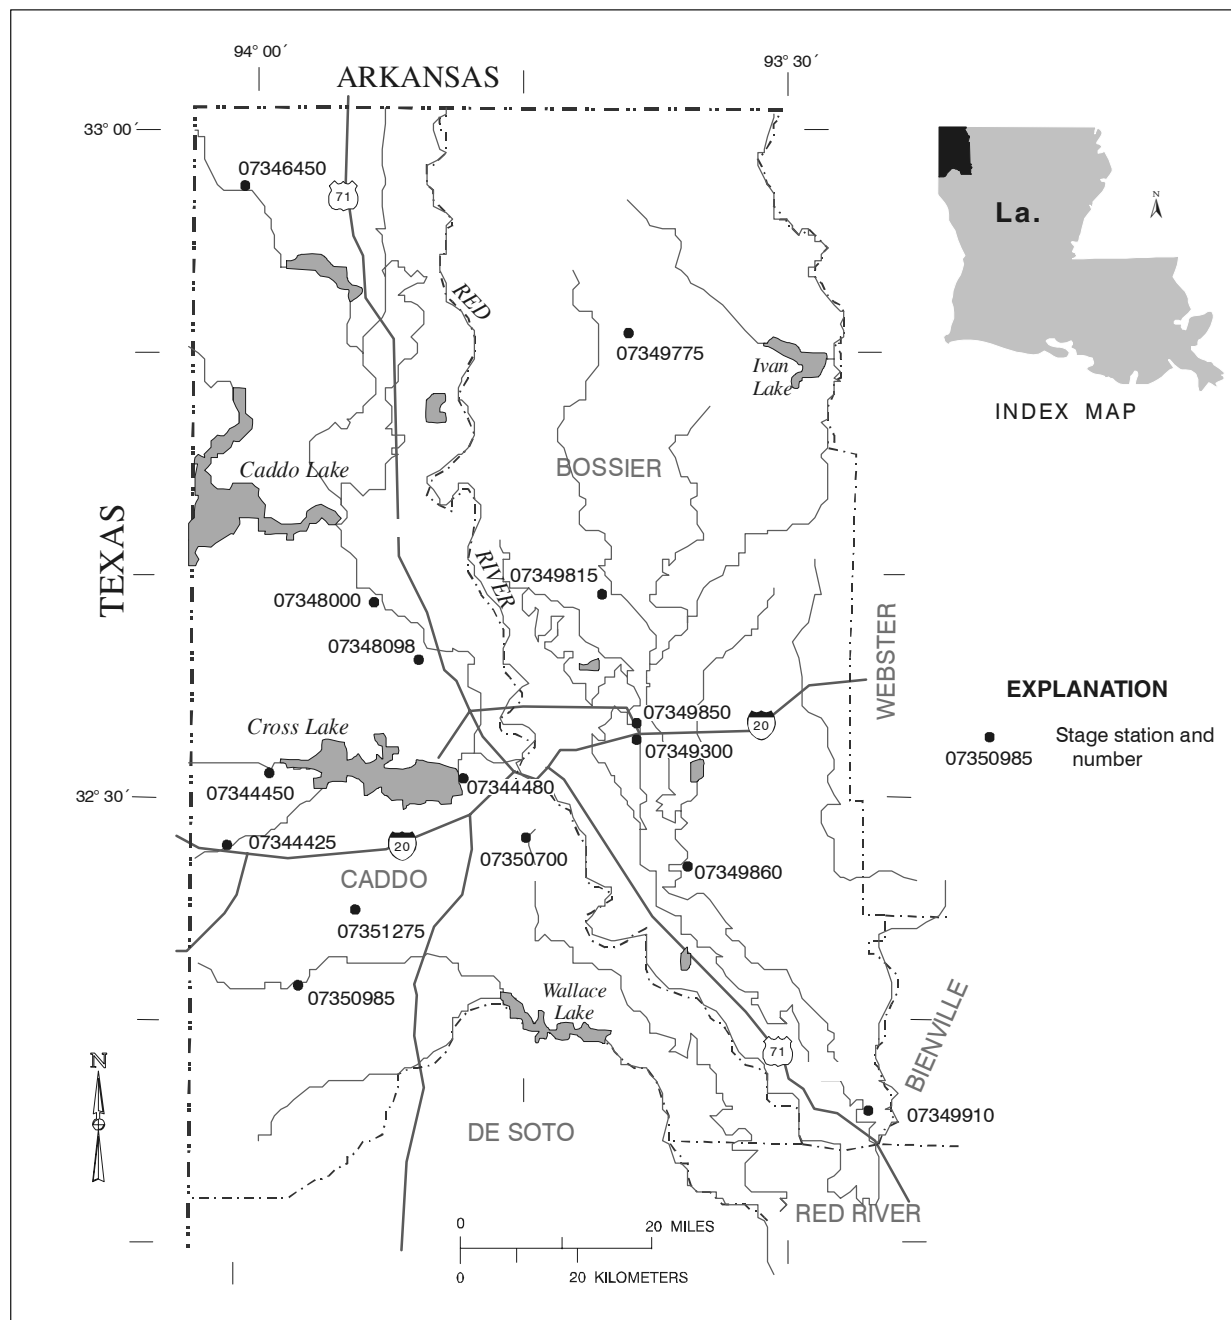 94° 00´
93° 30´
ARKANSAS
33° 00´
07346450
71
La.
N
RED
07349775
Ivan
Lake
INDEX MAP
Caddo Lake
BOSSIER
TEXAS
RIVER
07349815
07348000
07348098
WEBSTER
EXPLANATION
07349850
Cross Lake
20
07349300
Stage station and
number
07350985
07344450
07344480
32° 30´
07344425
20
07350700
07349860
CADDO
07351275
07350985
Wallace
Lake
BIENVILLE
71
N
07349910
DE SOTO
RED RIVER
0
20 MILES
0
20 KILOMETERS